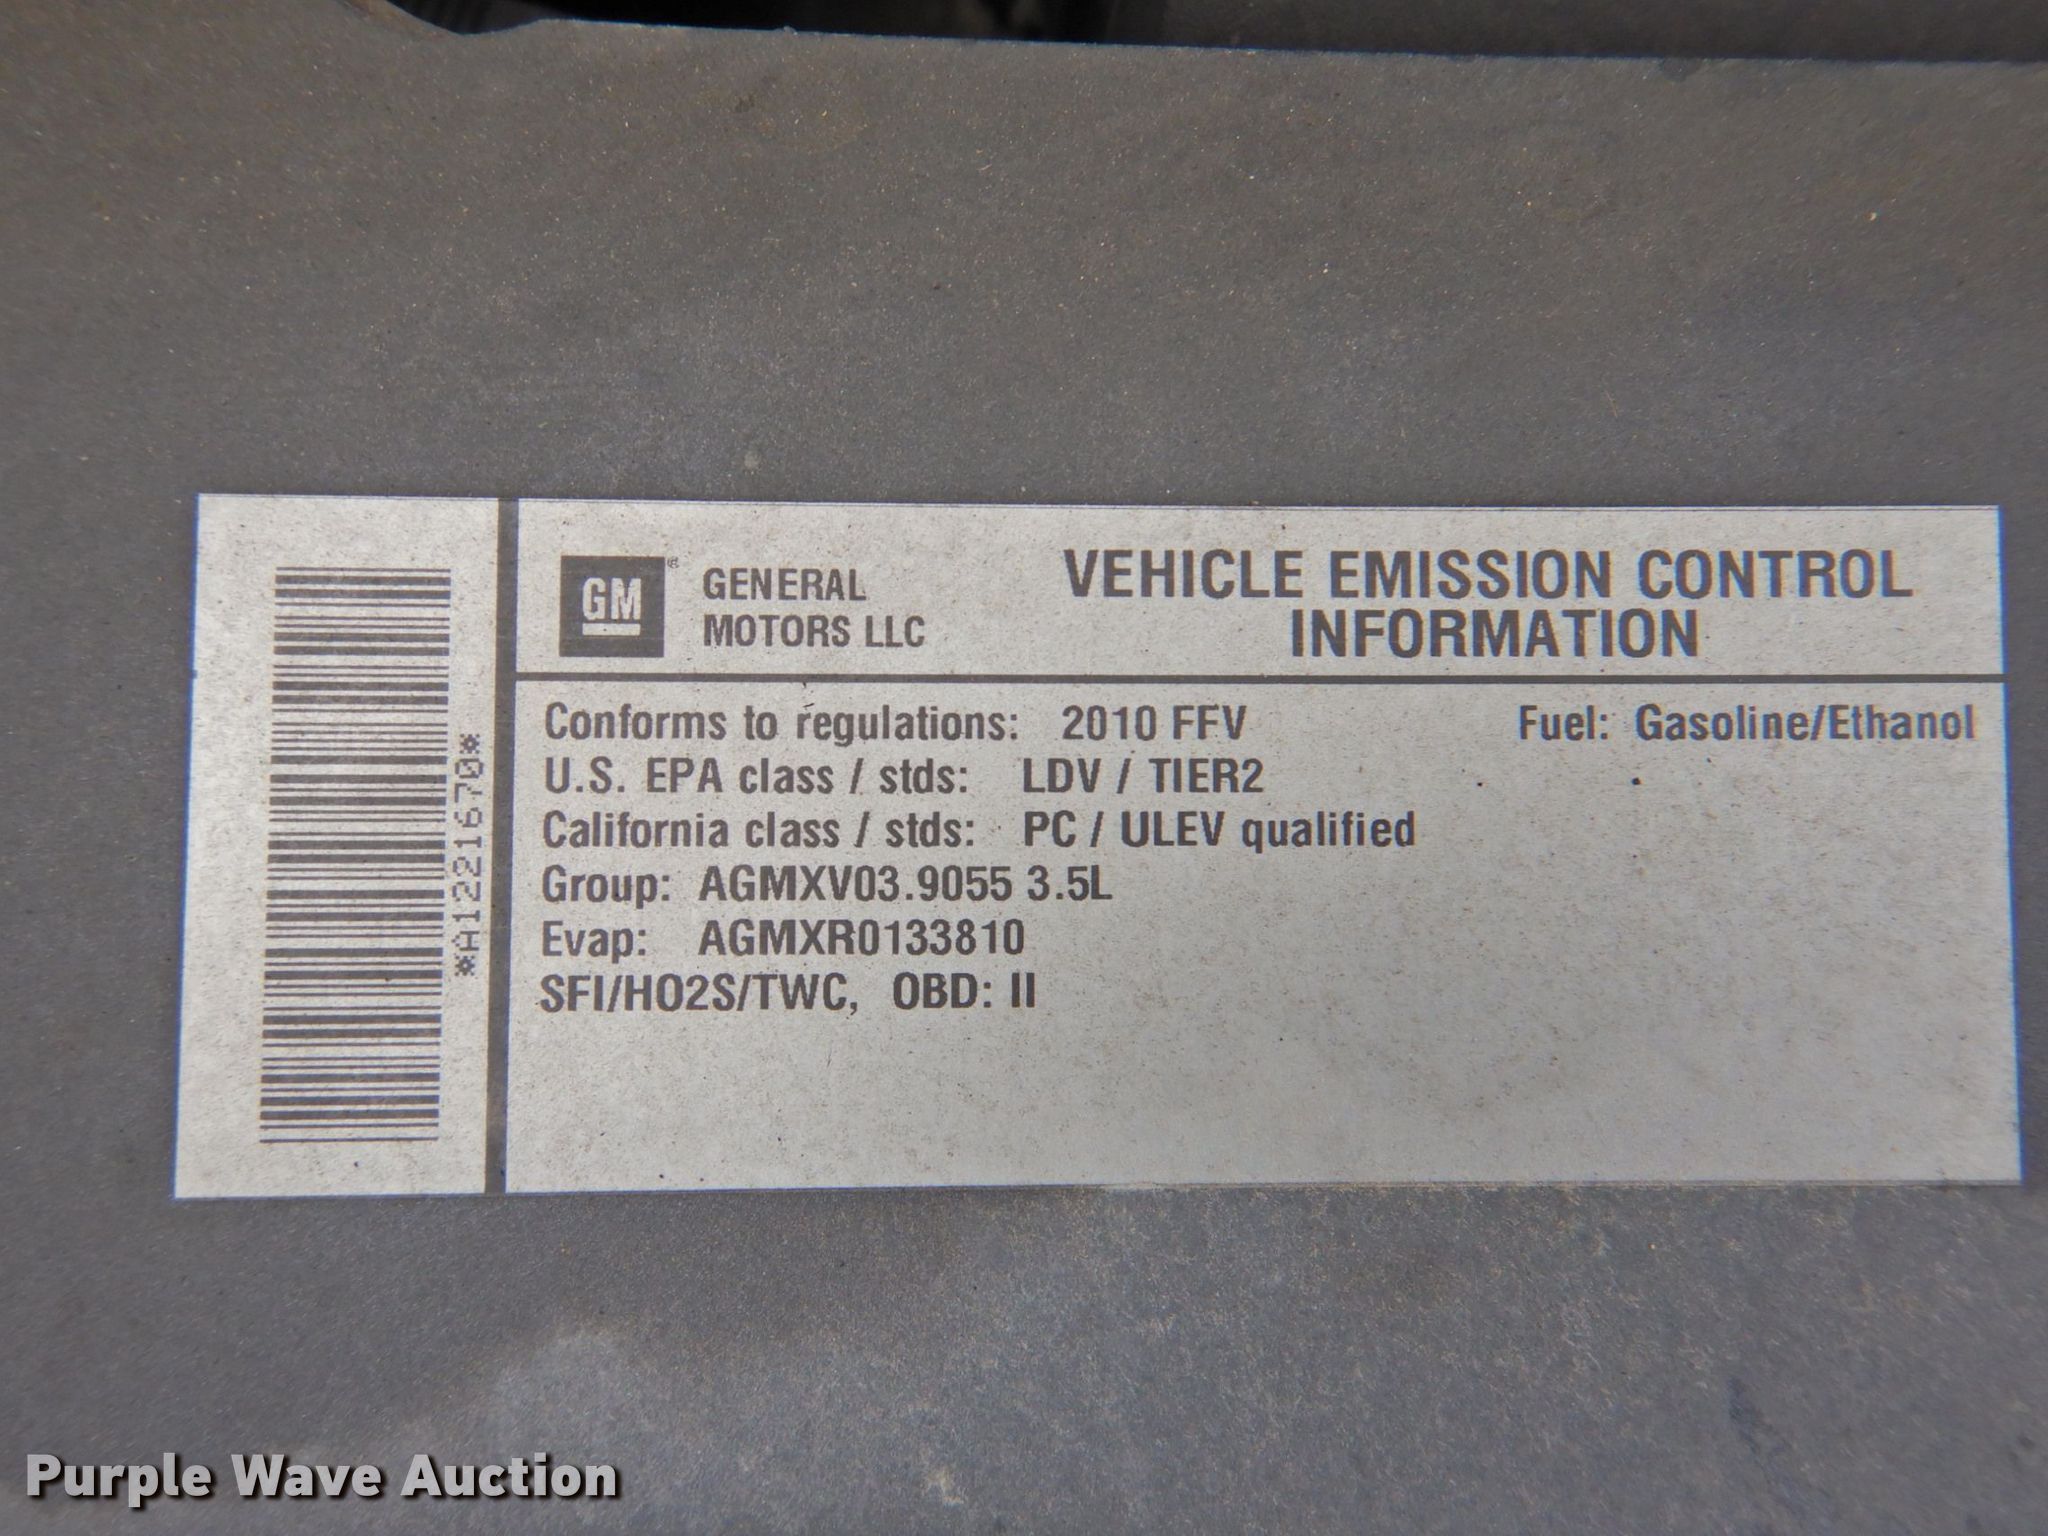 GM®
GENERAL
MOTORS LLC
VEHICLE EMISSION CONTROL
INFORMATION
*A1221670*
Conforms to regulations: 2010 FFV Fuel: Gasoline/Ethanol
U.S. EPA class / stds: LDV / TIER2
California class / stds: PC / ULEV qualified
Group: AGMXV03.9055 3.5L
Evap: AGMXR0133810
SFI/HO2S/TWC, OBD: II
Purple Wave Auction